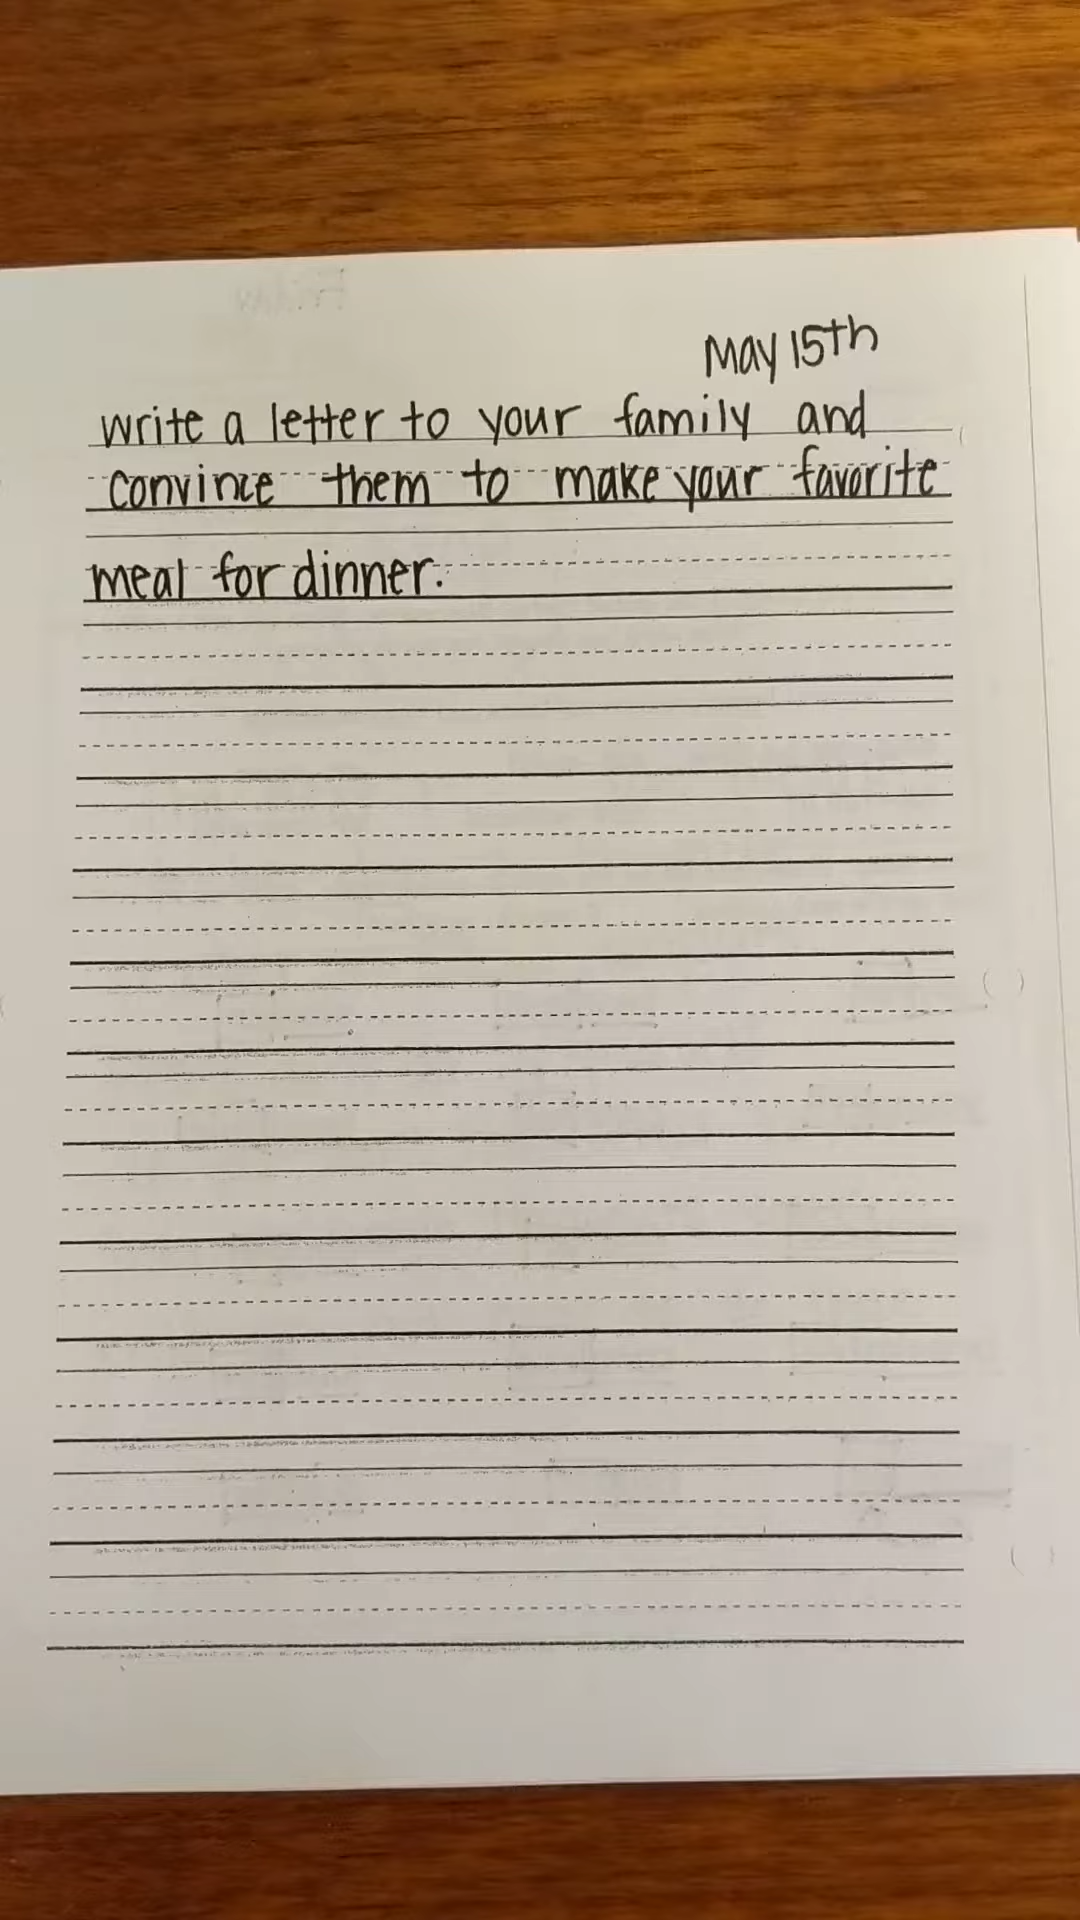 May 15th
Write a letter to your family and
convince them to make your favorite
meal for dinner.